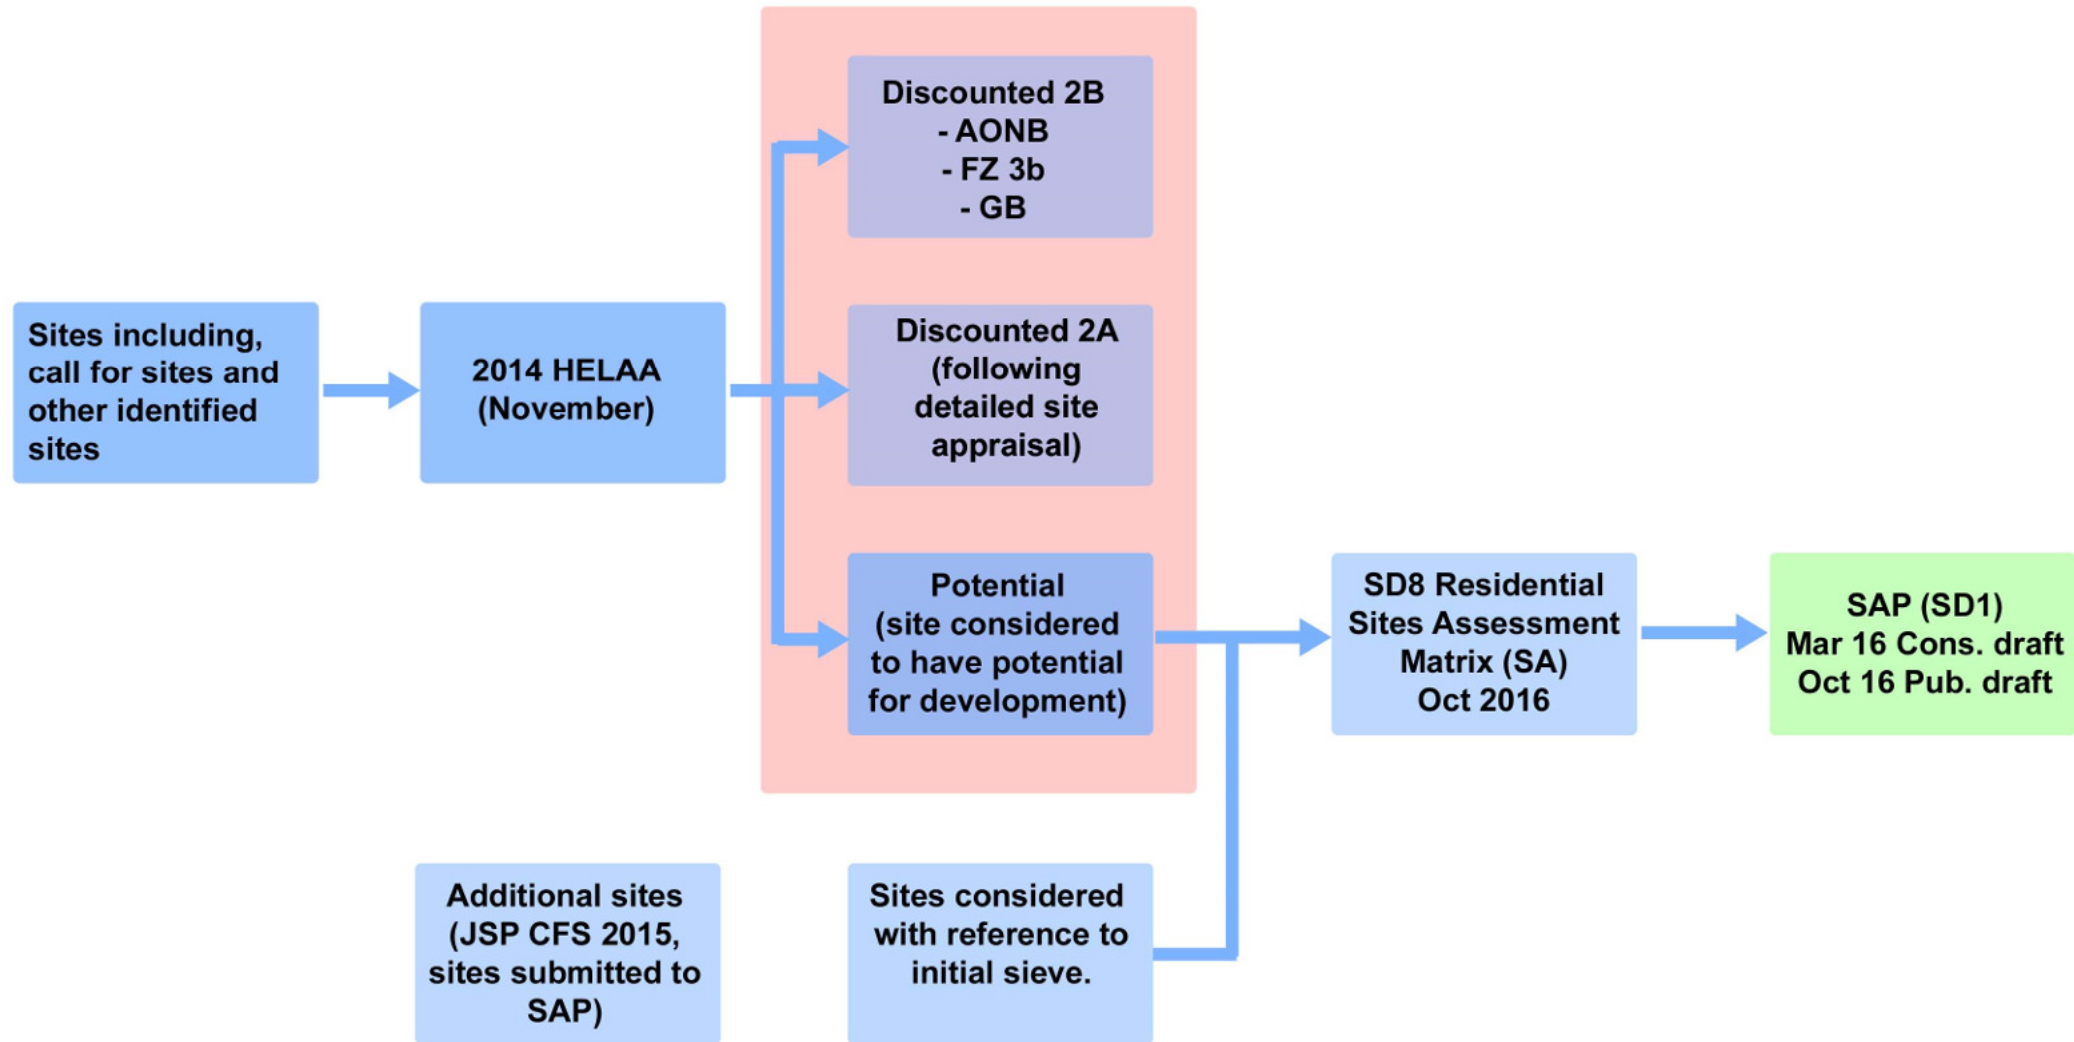 Discounted 2B
- AONB
- FZ 3b
- GB
Sites including,
call for sites and
other identified
sites
2014 HELAA
(November)
Discounted 2A
(following
detailed site
appraisal)
Potential
(site considered
to have potential
for development)
SD8 Residential
Sites Assessment
Matrix (SA)
Oct 2016
SAP (SD1)
Mar 16 Cons. draft
Oct 16 Pub. draft
Additional sites
(JSP CFS 2015,
sites submitted to
SAP)
Sites considered
with reference to
initial sieve.